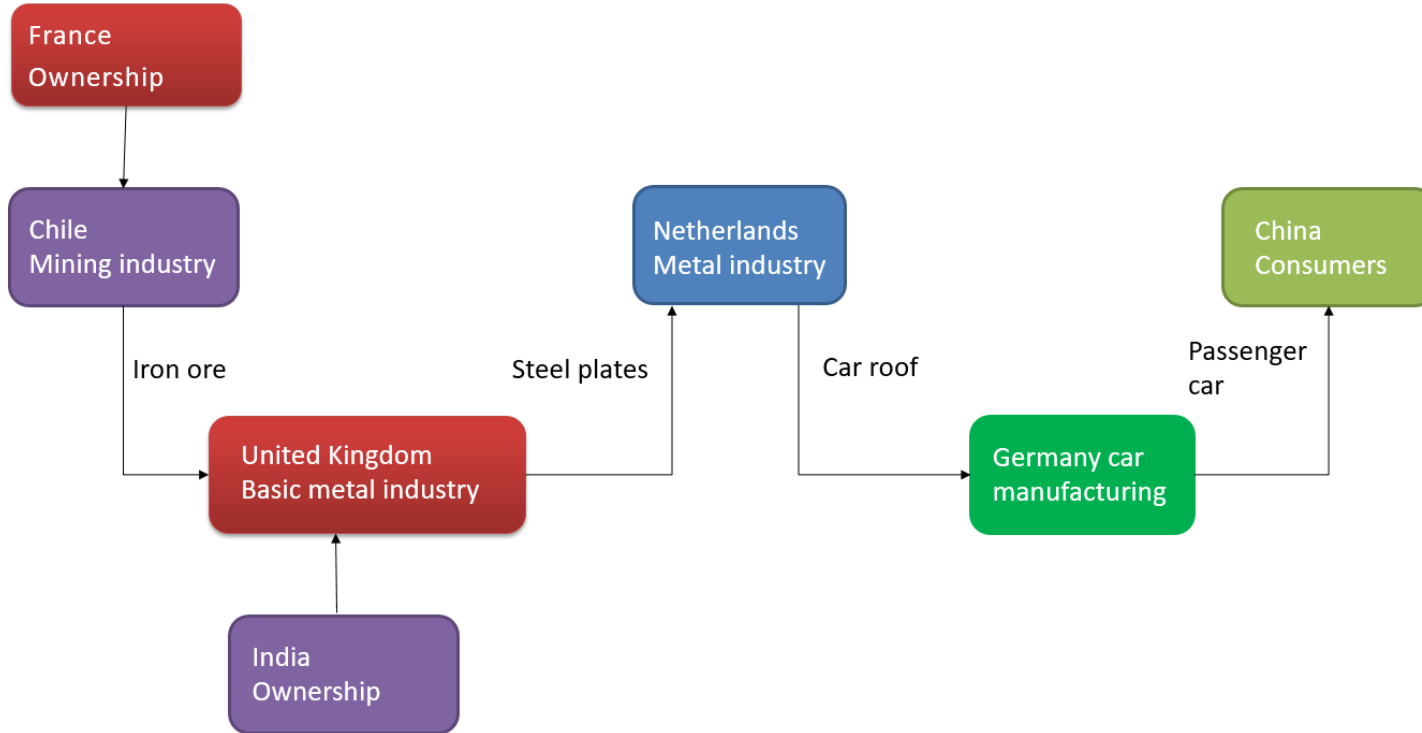 France
Ownership
Chile
Mining industry
Netherlands
Metal industry
China
Consumers
Iron ore
Steel plates
Car roof
Passenger
car
United Kingdom
Basic metal industry
Germany car
manufacturing
India
Ownership